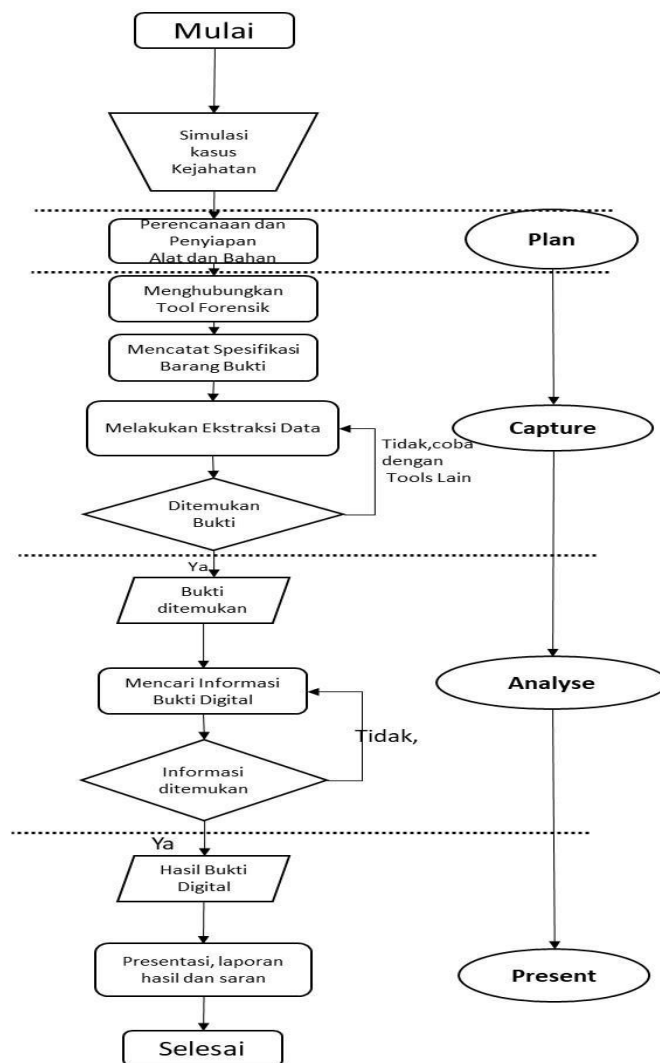 Mulai
Simulasi
kasus
Kejahatan
Perencanaan dan
Penyiapan
Alat dan Bahan
Plan
Menghubungkan
Tool Forensik
Mencatat Spesifikasi
Barang Bukti
Melakukan Ekstraksi Data
Capture
Tidak,coba
dengan
Tools Lain
Ditemukan
Bukti
Ya
Bukti
ditemukan
Mencari Informasi
Bukti Digital
Analyse
Tidak,
Informasi
ditemukan
Ya
Hasil Bukti
Digital
Presentasi, laporan
hasil dan saran
Present
Selesai